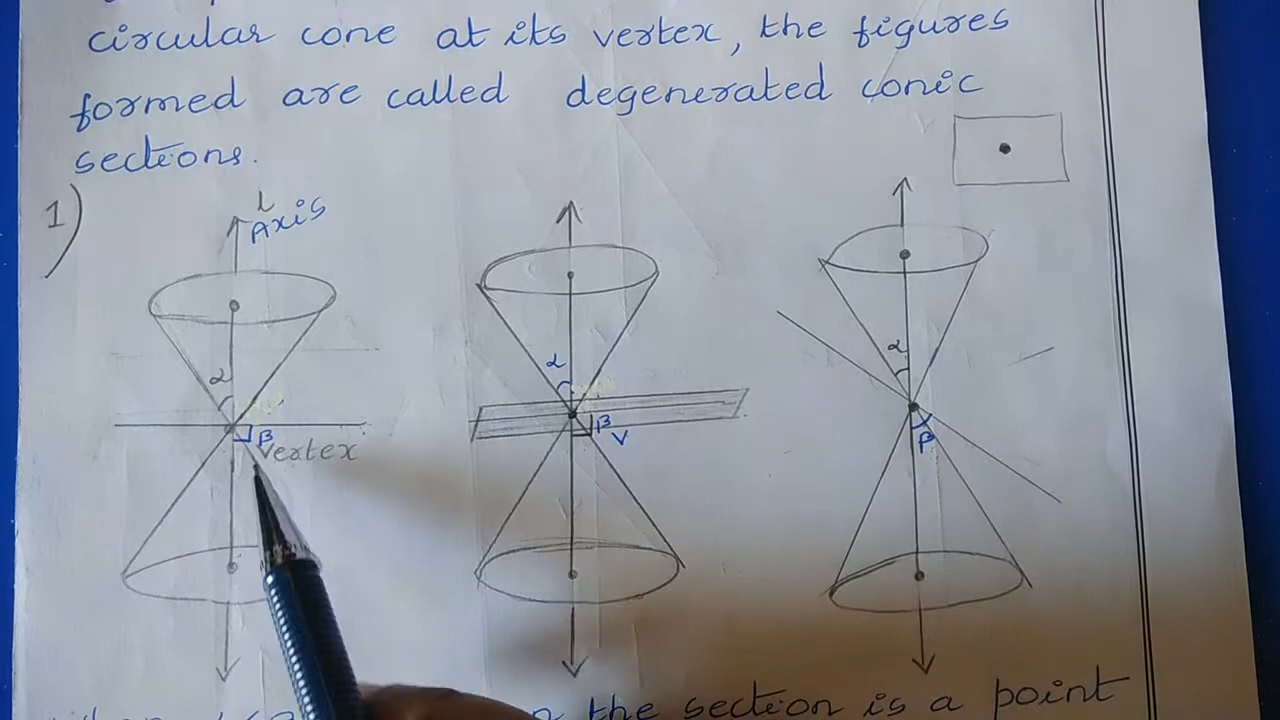 circular cone at its vertex, the figures
formed are called degenerated conic
sections.
1)
L
Axis
α
β
Vertex
α
β
V
α
β
the section is a point